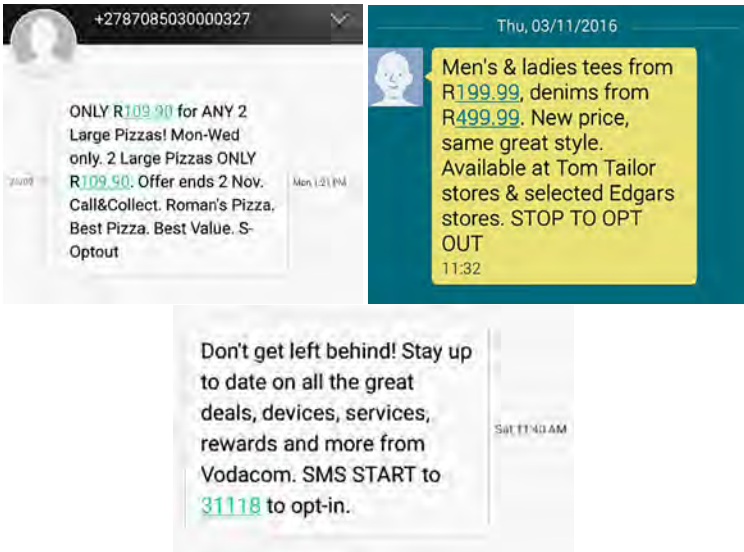 +2787085030000327
ONLY R109.90 for ANY 2
Large Pizzas! Mon-Wed
only. 2 Large Pizzas ONLY
R109.90. Offer ends 2 Nov.
Call&Collect. Roman's Pizza.
Best Pizza. Best Value. S-
Optout
Mon 1:21 PM
Thu, 03/11/2016
Men's & ladies tees from
R199.99, denims from
R499.99. New price,
same great style.
Available at Tom Tailor
stores & selected Edgars
stores. STOP TO OPT
OUT
11:32
Don't get left behind! Stay up
to date on all the great
deals, devices, services,
rewards and more from
Vodacom. SMS START to
31118 to opt-in.
Sat 11:40 AM